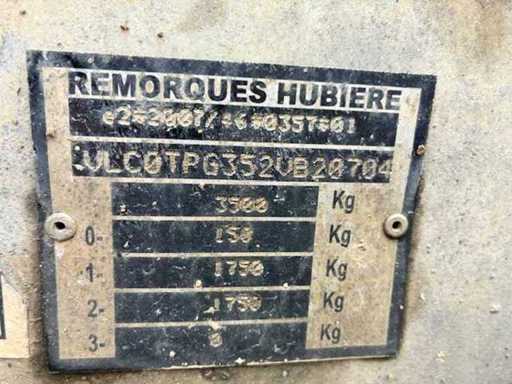 REMORQUES HUBIERE
e2*2007/46*0357*01
VLC0TPG352VB20704
3500 Kg
0- 150 Kg
1- 1750 Kg
2- 1750 Kg
3- 0 Kg